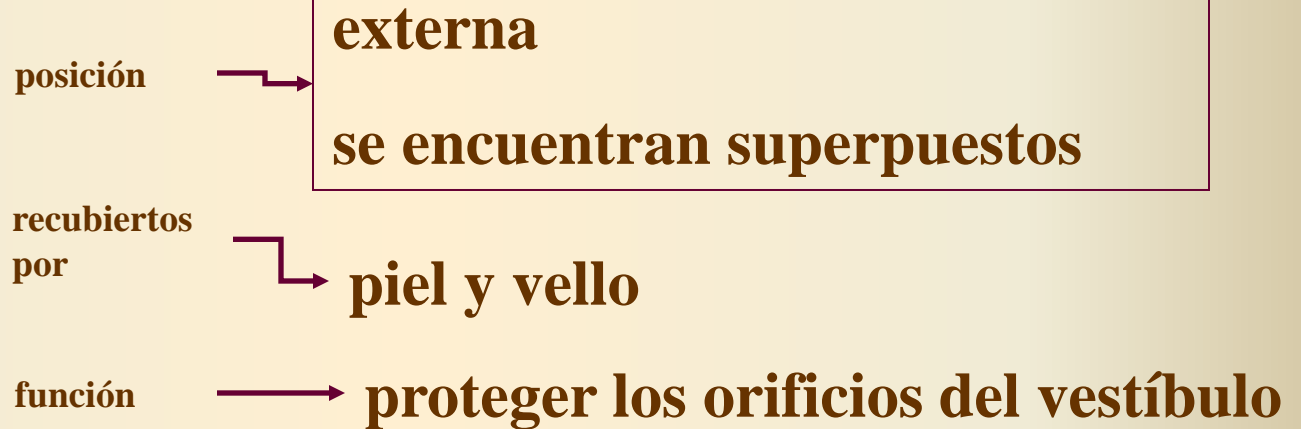 externa
posición
se encuentran superpuestos
recubiertos
por
piel y vello
función
proteger los orificios del vestíbulo